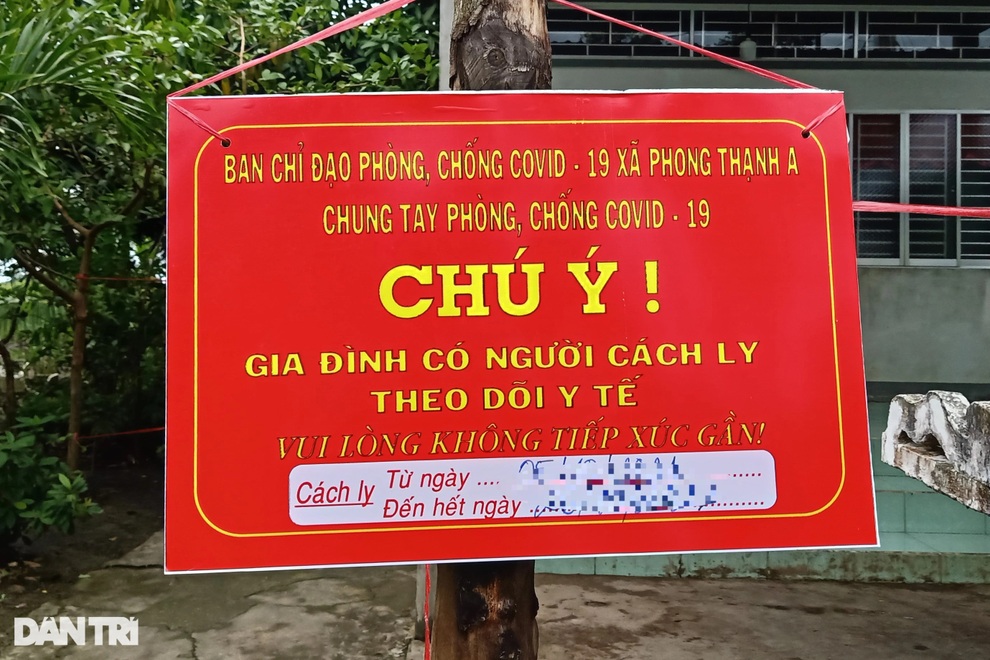 BAN CHỈ ĐẠO PHÒNG, CHỐNG COVID - 19 XÃ PHONG THẠNH A
CHUNG TAY PHÒNG, CHỐNG COVID - 19
CHÚ Ý !
GIA ĐÌNH CÓ NGƯỜI CÁCH LY
THEO DÕI Y TẾ
VUI LÒNG KHÔNG TIẾP XÚC GẦN!
Cách ly
Từ ngày ....
Đến hết ngày
DÂN TRÍ